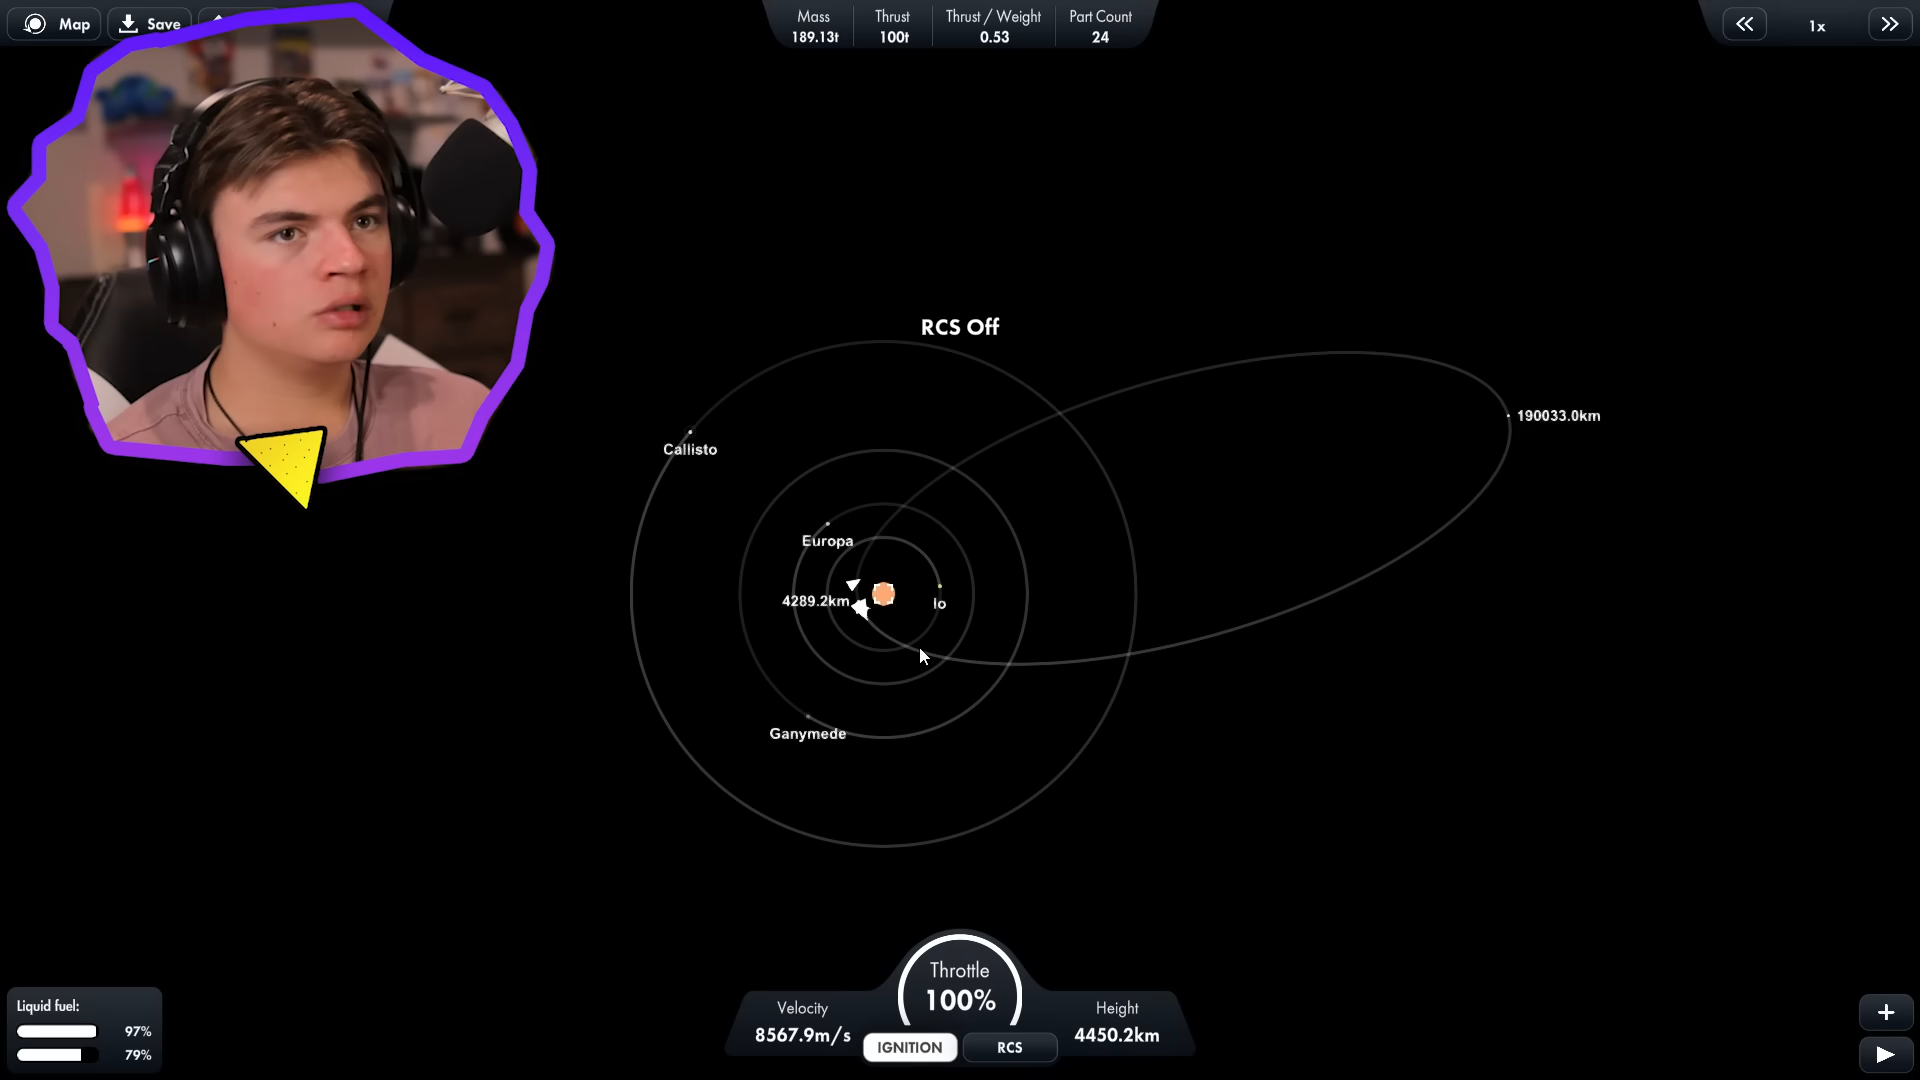 Map
Save
Mass
189.13t
Thrust
100t
Thrust / Weight
0.53
Part Count
24
1x
RCS Off
190033.0km
Callisto
Europa
4289.2km
Io
Ganymede
Throttle
100%
Velocity
8567.9m/s
Height
4450.2km
IGNITION
RCS
Liquid fuel:
97%
79%